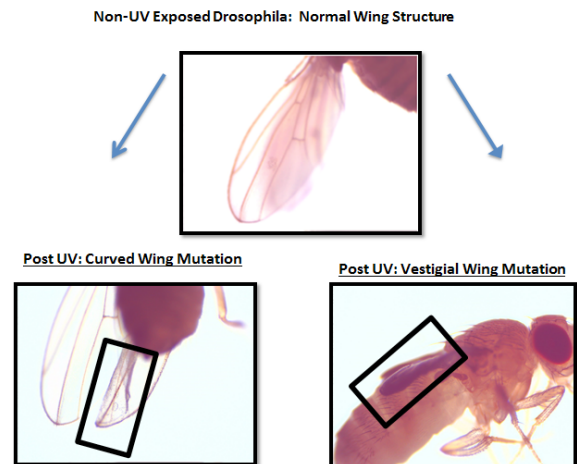 Non-UV Exposed Drosophila:  Normal Wing Structure
Post UV: Curved Wing Mutation
Post UV: Vestigial Wing Mutation